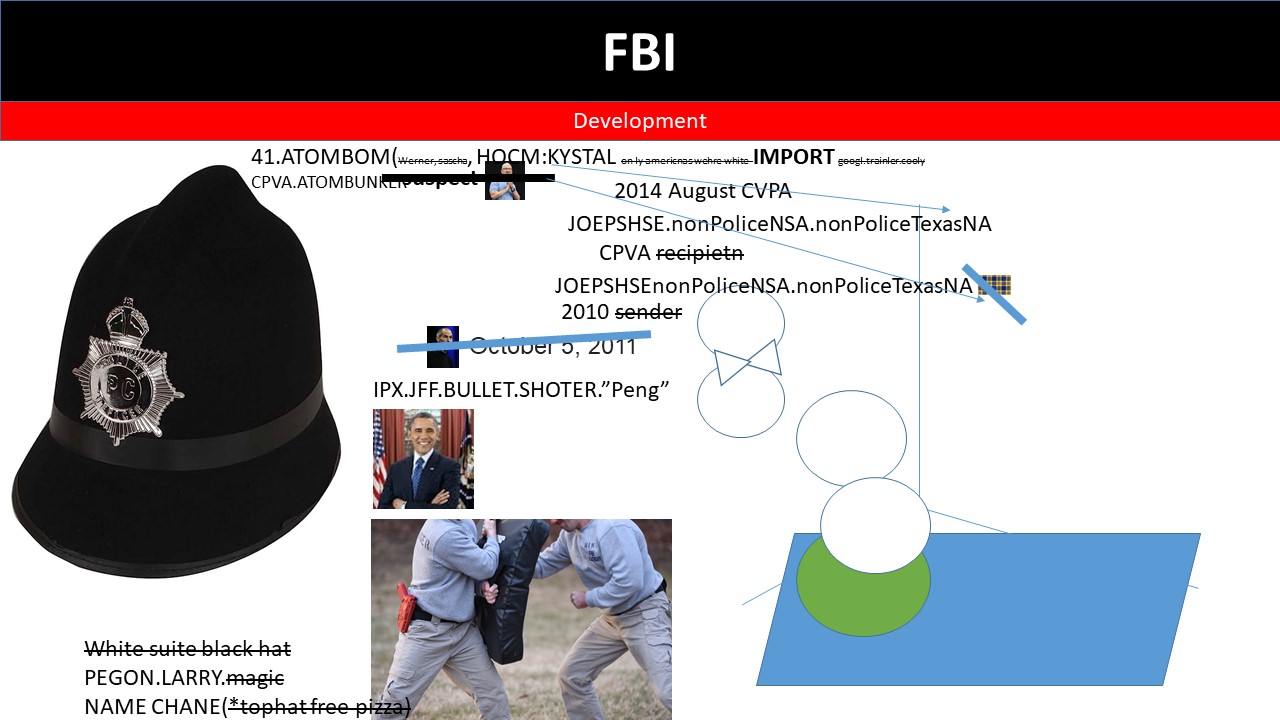 FBI
Development
41.ATOMBOM(Werner, sascha, HOCM:KYSTAL on ly americnas wehre white IMPORT googl.trainler.cooly
CPVA.ATOMBUNKER suspect
2014 August CVPA
JOEPSHSE.nonPoliceNSA.nonPoliceTexasNA
CPVA recipietn
JOEPSHSEnonPoliceNSA.nonPoliceTexasNA
2010 sender
October 5, 2011
IPX.JFF.BULLET.SHOTER.”Peng”
White suite black hat
PEGON.LARRY.magic
NAME CHANE(*tophat free pizza)